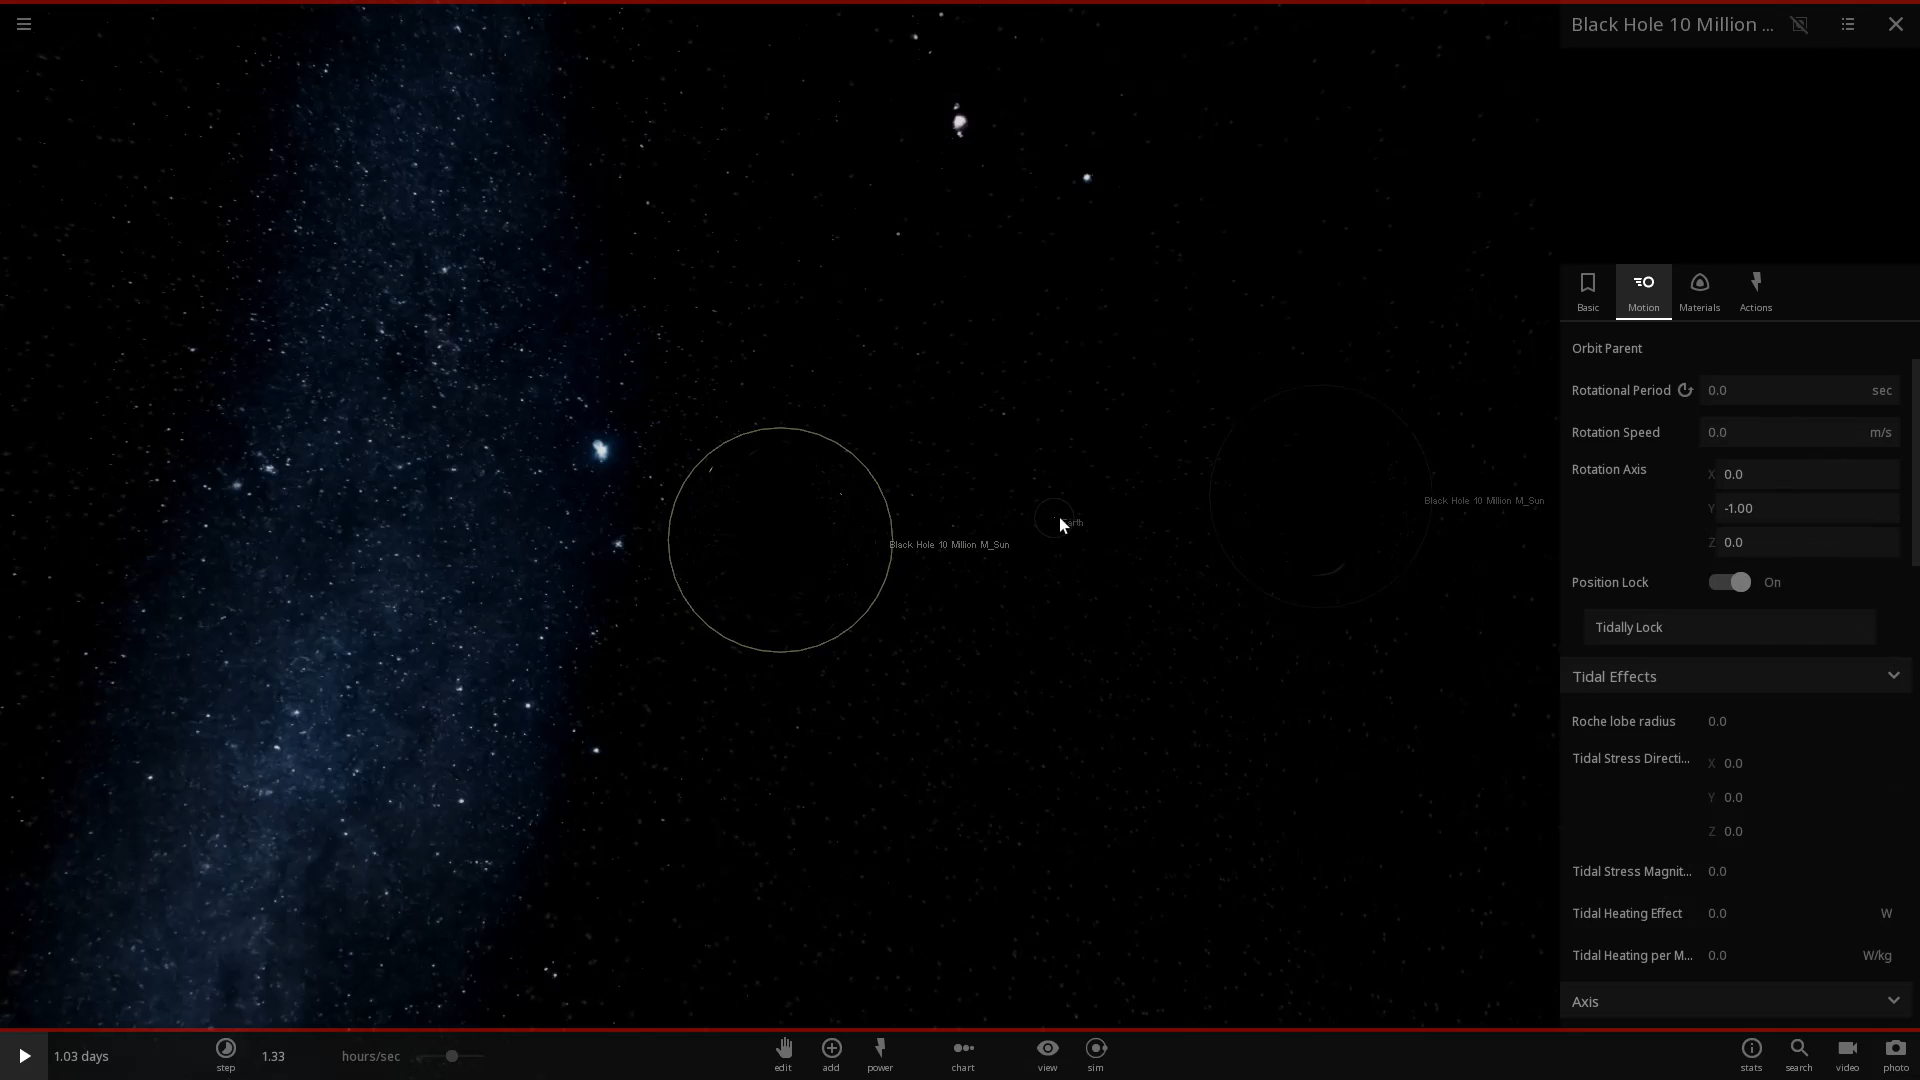 Black Hole 10 Million ...
Basic
Motion
Materials
Actions
Orbit Parent
Rotational Period 0.0 sec
Rotation Speed 0.0 m/s
Rotation Axis
X 0.0
Y -1.00
Z 0.0
Position Lock On
Tidally Lock
Tidal Effects
Roche lobe radius 0.0
Tidal Stress Directi...
X 0.0
Y 0.0
Z 0.0
Tidal Stress Magnit... 0.0
Tidal Heating Effect 0.0 W
Tidal Heating per M... 0.0 W/kg
Axis
Black Hole 10 Million M_Sun
Black Hole 10 Million M_Sun
1.03 days
step
1.33 hours/sec
edit
add
power
chart
view
sim
stats
search
video
photo